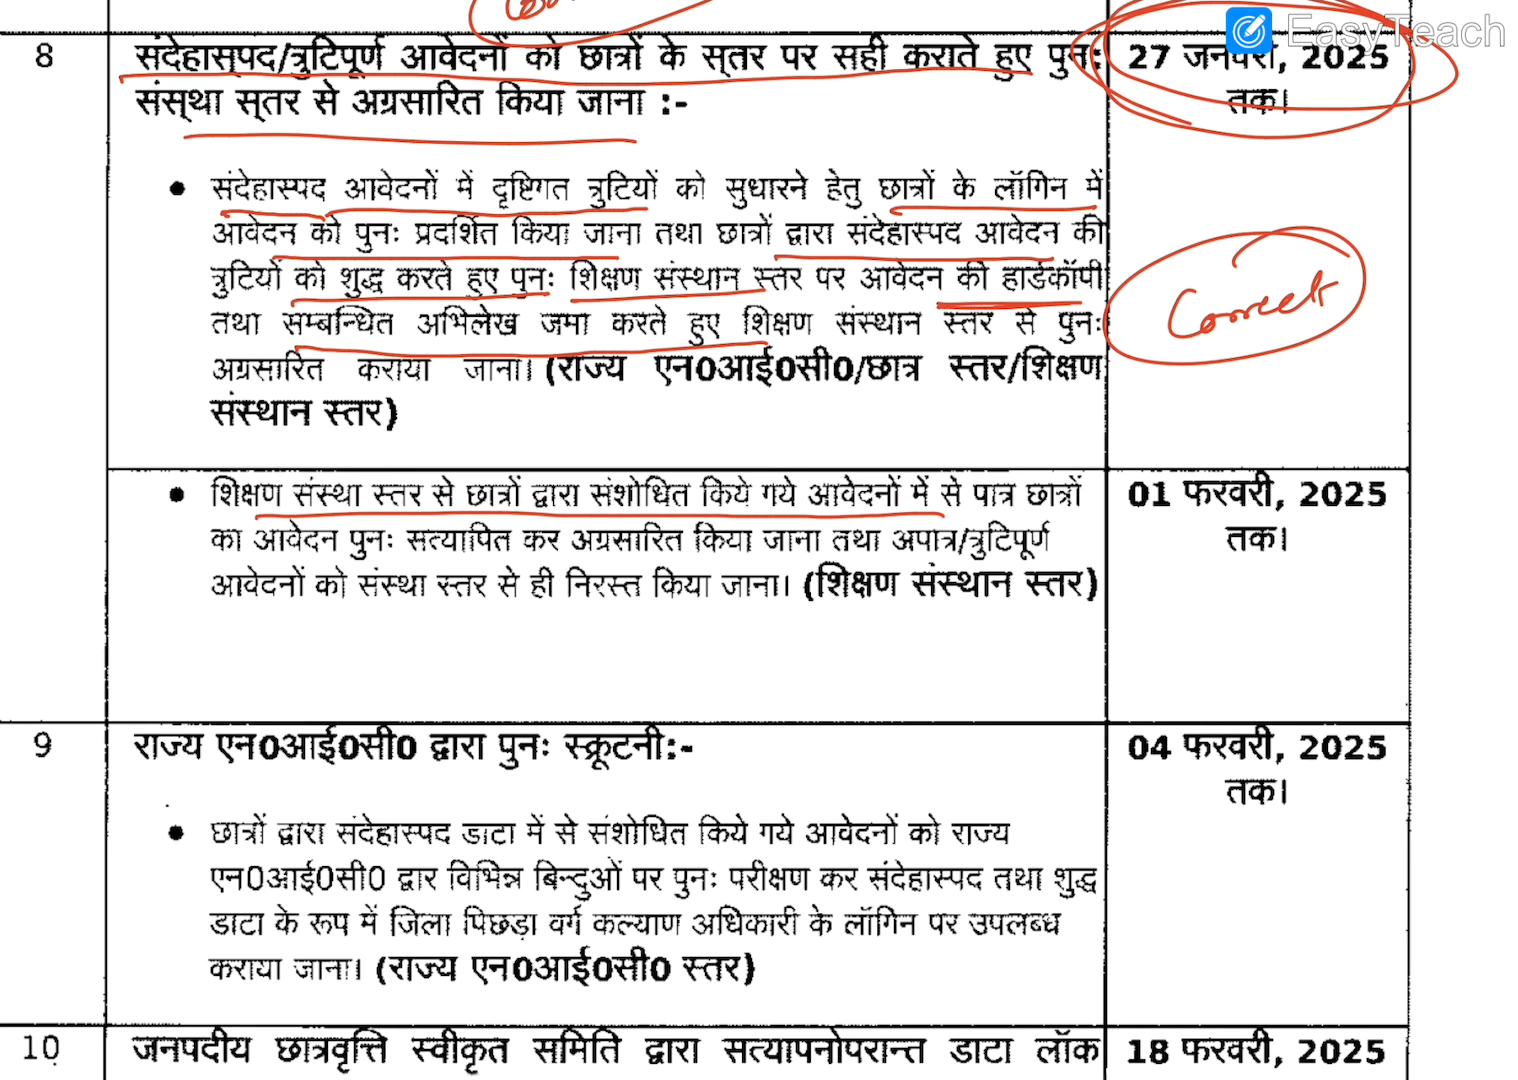 EasyTeach
8 संदेहास्पद/त्रुटिपूर्ण आवेदनों को छात्रों के स्तर पर सही कराते हुए पुनः 27 जनवरी, 2025
संस्था स्तर से अग्रसारित किया जाना :- तक।
• संदेहास्पद आवेदनों में दृष्टिगत त्रुटियों को सुधारने हेतु छात्रों के लॉगिन में
आवेदन को पुनः प्रदर्शित किया जाना तथा छात्रों द्वारा संदेहास्पद आवेदन की
त्रुटियों को शुद्ध करते हुए पुनः शिक्षण संस्थान स्तर पर आवेदन की हार्डकॉपी
Correct
तथा सम्बन्धित अभिलेख जमा करते हुए शिक्षण संस्थान स्तर से पुनः
अग्रसारित कराया जाना। (राज्य एन0आई0सी0/छात्र स्तर/शिक्षण
संस्थान स्तर)
• शिक्षण संस्था स्तर से छात्रों द्वारा संशोधित किये गये आवेदनों में से पात्र छात्रों 01 फरवरी, 2025
का आवेदन पुनः सत्यापित कर अग्रसारित किया जाना तथा अपात्र/त्रुटिपूर्ण तक।
आवेदनों को संस्था स्तर से ही निरस्त किया जाना। (शिक्षण संस्थान स्तर)
9 राज्य एन0आई0सी0 द्वारा पुनः स्क्रूटनी:- 04 फरवरी, 2025
तक।
• छात्रों द्वारा संदेहास्पद डाटा में से संशोधित किये गये आवेदनों को राज्य
एन0आई0सी0 द्वार विभिन्न बिन्दुओं पर पुनः परीक्षण कर संदेहास्पद तथा शुद्ध
डाटा के रूप में जिला पिछड़ा वर्ग कल्याण अधिकारी के लॉगिन पर उपलब्ध
कराया जाना। (राज्य एन0आई0सी0 स्तर)
10 जनपदीय छात्रवृत्ति स्वीकृत समिति द्वारा सत्यापनोपरान्त डाटा लॉक 18 फरवरी, 2025